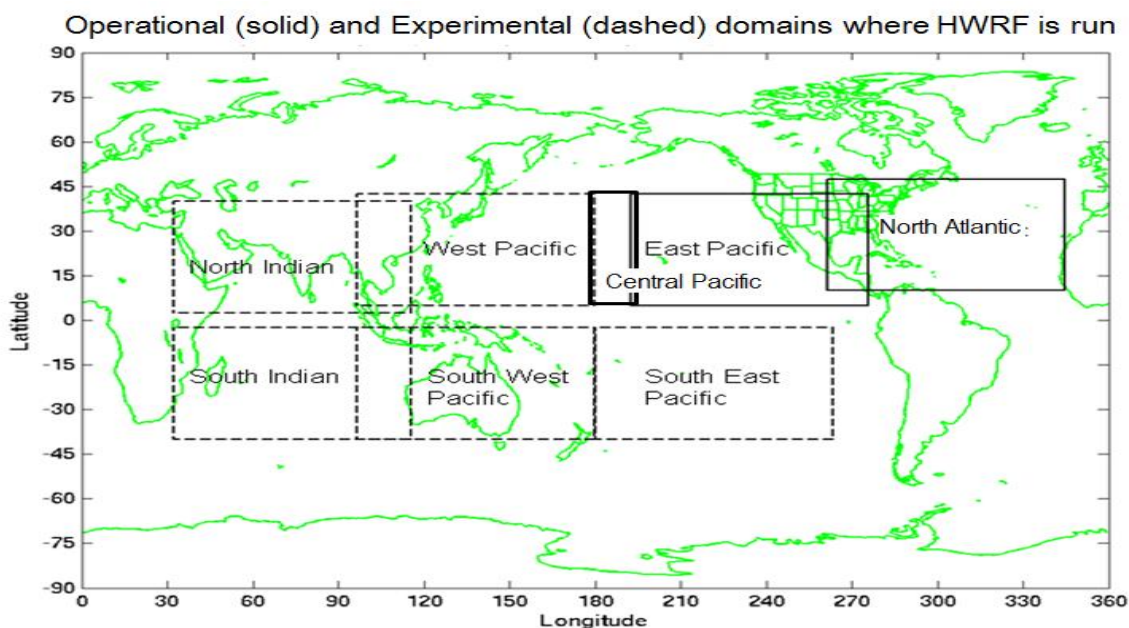 Operational (solid) and Experimental (dashed) domains where HWRF is run
90
75
60
45
30
15
0
-15
-30
-45
-60
-75
-90
Latitude
North Indian
West Pacific
East Pacific
North Atlantic
Central Pacific
South Indian
South West
Pacific
South East
Pacific
0 30 60 90 120 150 180 210 240 270 300 330 360
Longitude